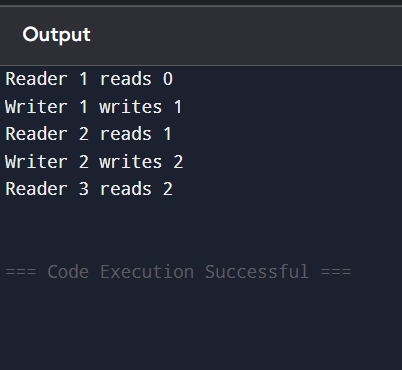 Output
Reader 1 reads 0
Writer 1 writes 1
Reader 2 reads 1
Writer 2 writes 2
Reader 3 reads 2
=== Code Execution Successful ===